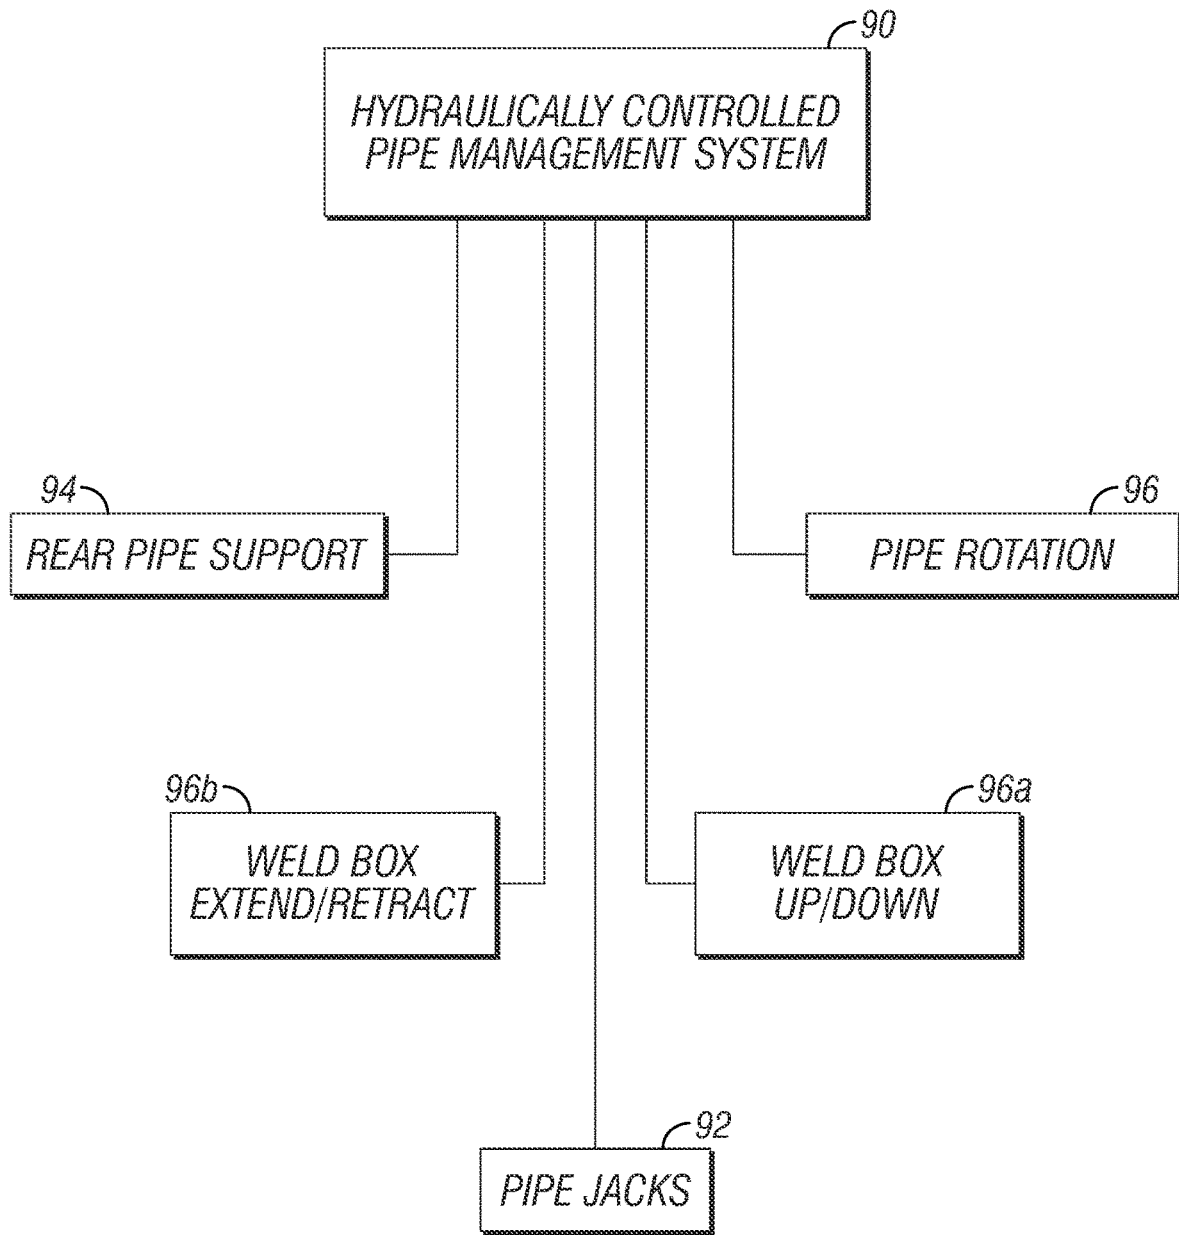 90
HYDRAULICALLY CONTROLLED
PIPE MANAGEMENT SYSTEM
94
REAR PIPE SUPPORT
96
PIPE ROTATION
96b
WELD BOX
EXTEND/RETRACT
96a
WELD BOX
UP/DOWN
92
PIPE JACKS